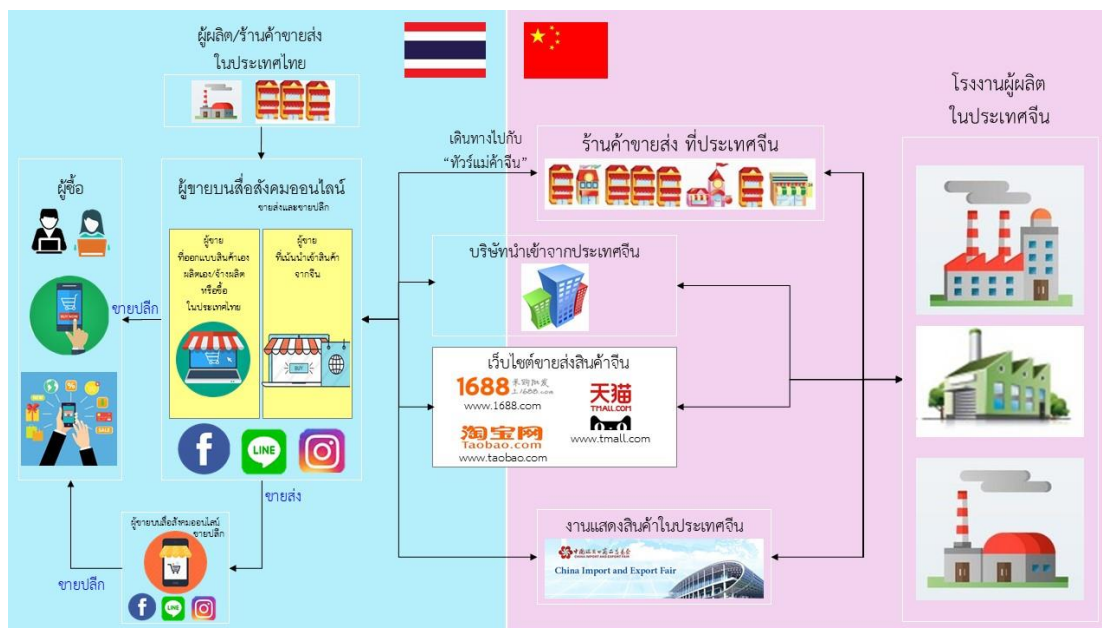 ผู้ผลิต/ร้านค้าขายส่ง
ในประเทศไทย
โรงงานผู้ผลิต
ในประเทศจีน
เดินทางไปกับ
“ทัวร์แม่ค้าจีน”
ร้านค้าขายส่ง ที่ประเทศจีน
ผู้ซื้อ
ผู้ขายบนสื่อสังคมออนไลน์
ขายส่งและขายปลีก
ผู้ขาย
ที่ออกแบบสินค้าเอง
ผลิตเอง/จ้างผลิต
หรือซื้อ
ในประเทศไทย
ผู้ขาย
ที่เน้นนำเข้าสินค้า
จากจีน
บริษัทนำเข้าจากประเทศจีน
ขายปลีก
BUY
เว็บไซต์ขายส่งสินค้าจีน
1688
www.1688.com
天猫
TMALL.COM
www.tmall.com
淘宝网
Taobao.com
www.taobao.com
LINE
ขายส่ง
ผู้ขายบนสื่อสังคมออนไลน์
ขายปลีก
LINE
ขายปลีก
งานแสดงสินค้าในประเทศจีน
CHINA IMPORT AND EXPORT FAIR
China Import and Export Fair